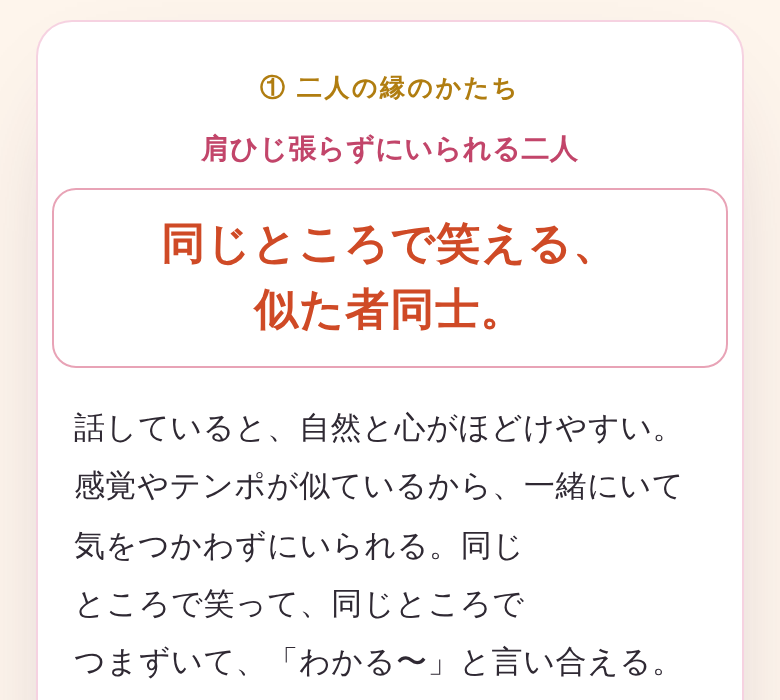 ① 二人の縁のかたち
肩ひじ張らずにいられる二人
同じところで笑える、
似た者同士。
話していると、自然と心がほどけやすい。
感覚やテンポが似ているから、一緒にいて
気をつかわずにいられる。同じ
ところで笑って、同じところで
つまずいて、「わかる〜」と言い合える。